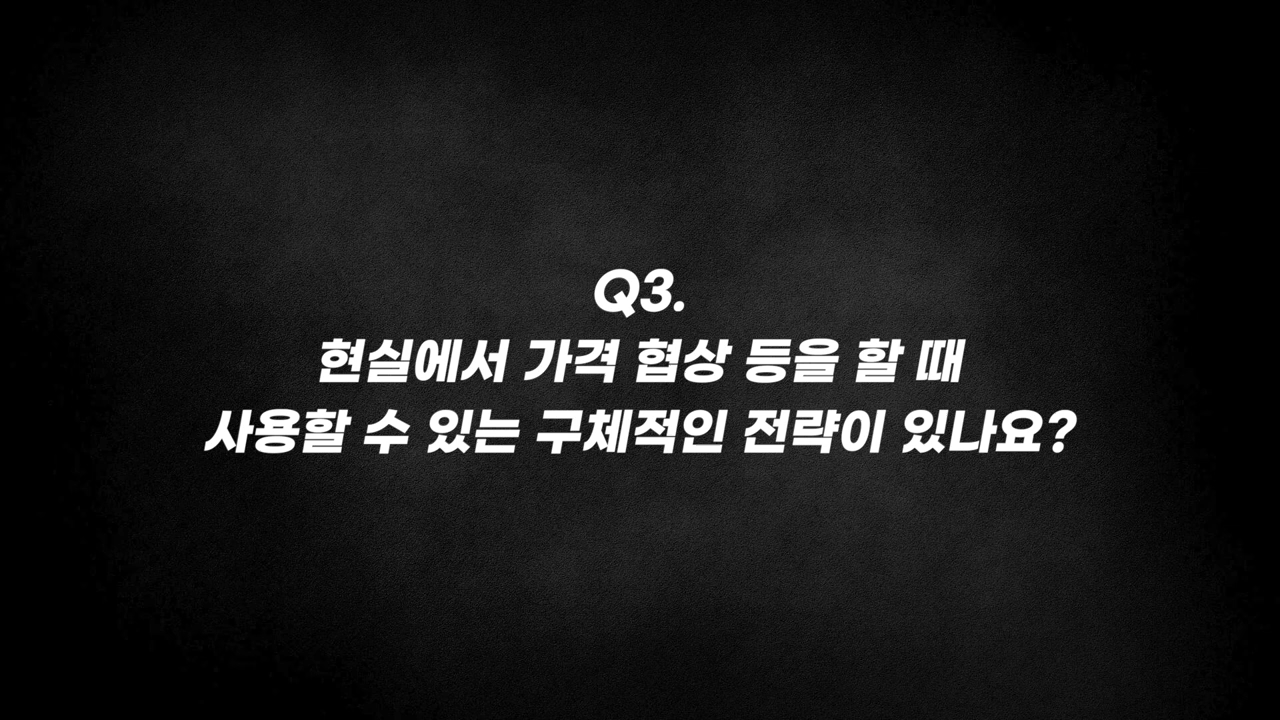 Q3.
현실에서 가격 협상 등을 할 때
사용할 수 있는 구체적인 전략이 있나요?